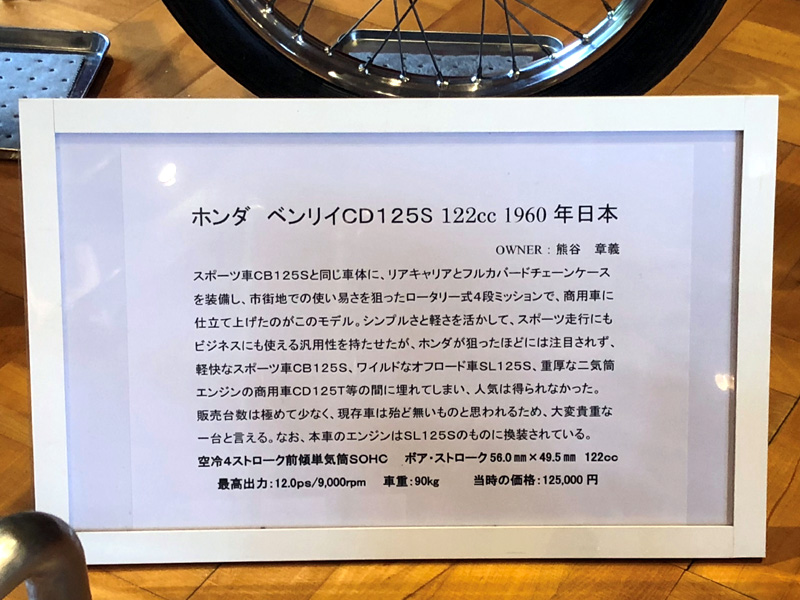 ホンダ　ベンリイCD125S 122cc 1960 年日本
OWNER：熊谷　章義
スポーツ車CB125Sと同じ車体に、リアキャリアとフルカバードチェーンケース
を装備し、市街地での使い易さを狙ったロータリー式4段ミッションで、商用車に
仕立て上げたのがこのモデル。シンプルさと軽さを活かして、スポーツ走行にも
ビジネスにも使える汎用性を持たせたが、ホンダが狙ったほどには注目されず、
軽快なスポーツ車CB125S、ワイルドなオフロード車SL125S、重厚な二気筒
エンジンの商用車CD125T等の間に埋れてしまい、人気は得られなかった。
販売台数は極めて少なく、現存車は殆ど無いものと思われるため、大変貴重な
一台と言える。なお、本車のエンジンはSL125Sのものに換装されている。
空冷4ストローク前傾単気筒SOHC　ボア・ストローク56.0㎜×49.5㎜　122cc
最高出力：12.0ps/9,000rpm　車重：90kg　当時の価格：125,000 円